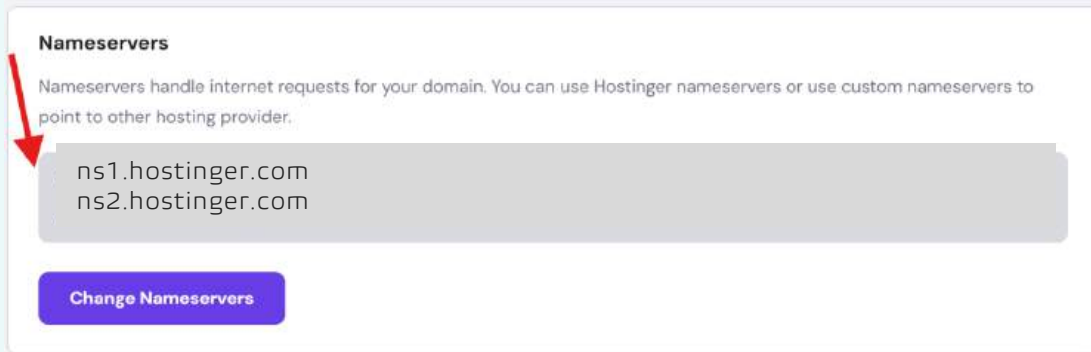 Nameservers
Nameservers handle internet requests for your domain. You can use Hostinger nameservers or use custom nameservers to
point to other hosting provider.
ns1.hostinger.com
ns2.hostinger.com
Change Nameservers